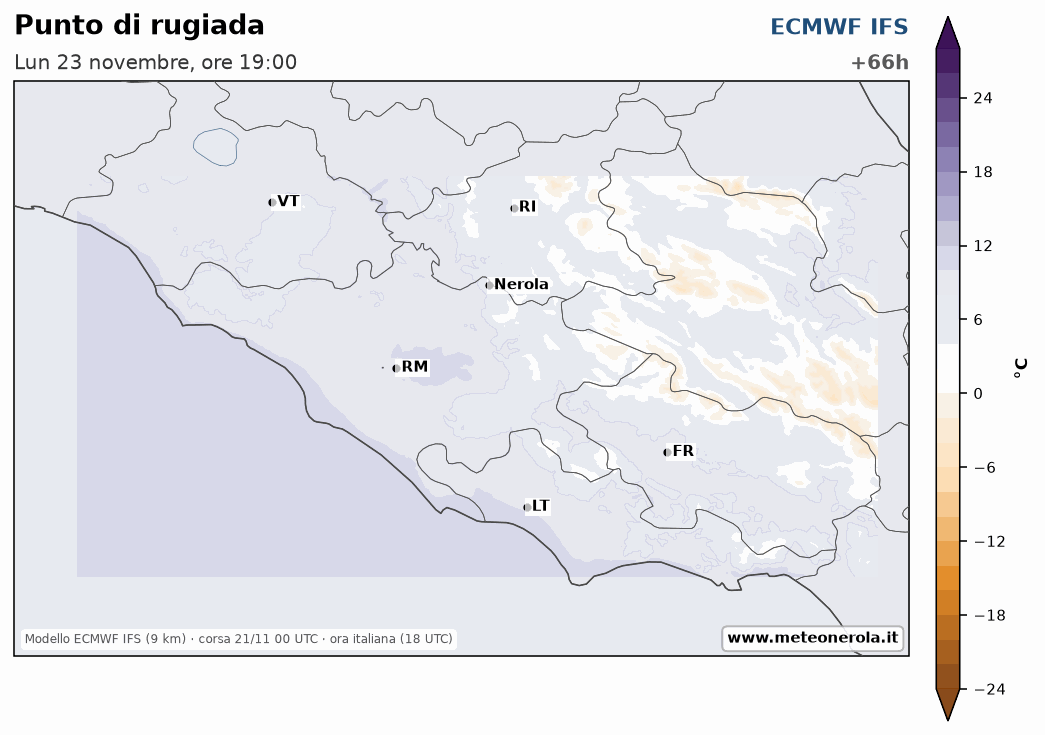 Punto di rugiada
ECMWF IFS
Lun 23 novembre, ore 19:00
+66h
VT
RI
Nerola
RM
FR
LT
24
18
12
6
0
−6
−12
−18
−24
°C
Modello ECMWF IFS (9 km) · corsa 21/11 00 UTC · ora italiana (18 UTC)
www.meteonerola.it